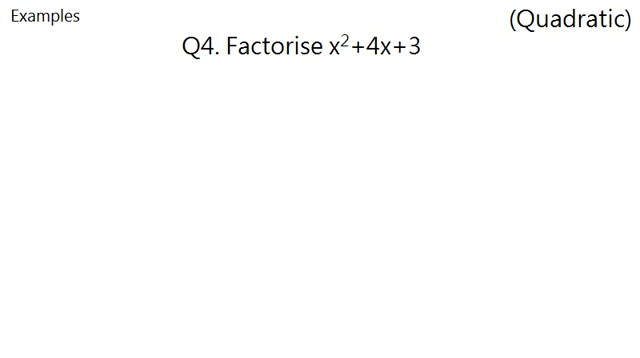 Examples
(Quadratic)
Q4. Factorise x²+4x+3